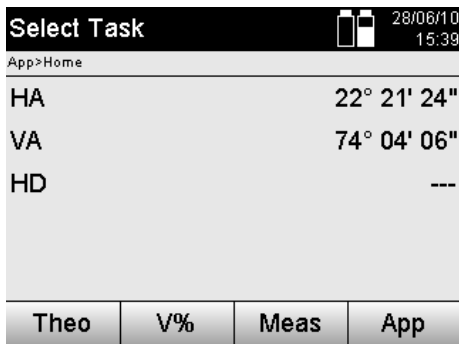 Select Task 28/06/10
15:39
App>Home
HA 22° 21' 24"
VA 74° 04' 06"
HD ---
Theo V% Meas App